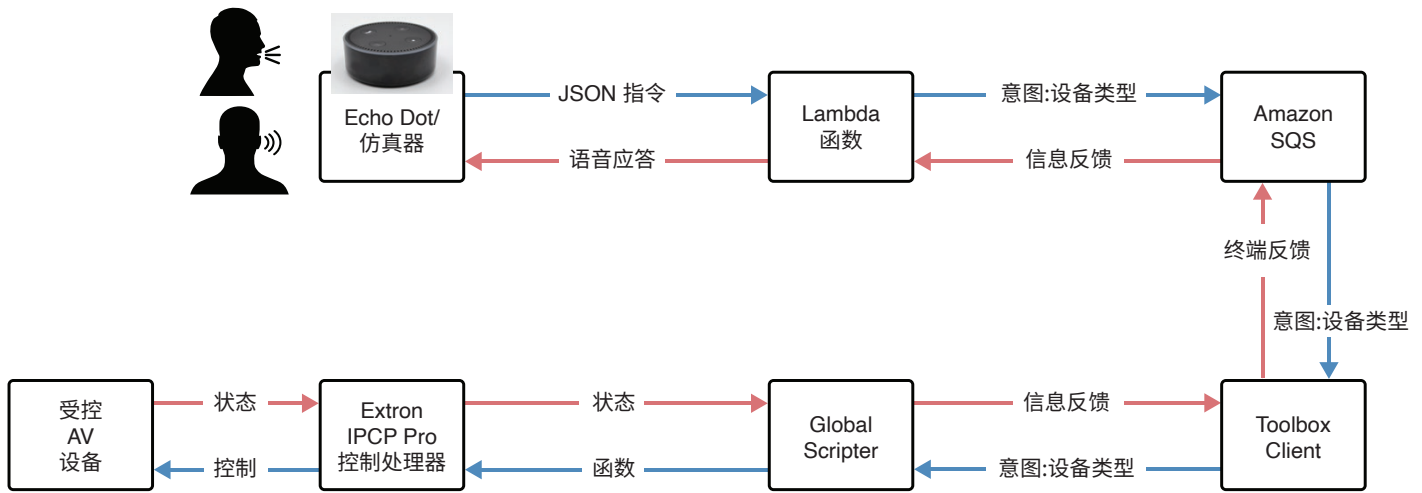 Echo Dot/
仿真器
JSON 指令
语音应答
Lambda
函数
意图:设备类型
信息反馈
Amazon
SQS
终端反馈
意图:设备类型
受控
AV
设备
状态
控制
Extron
IPCP Pro
控制处理器
状态
函数
Global
Scripter
信息反馈
意图:设备类型
Toolbox
Client